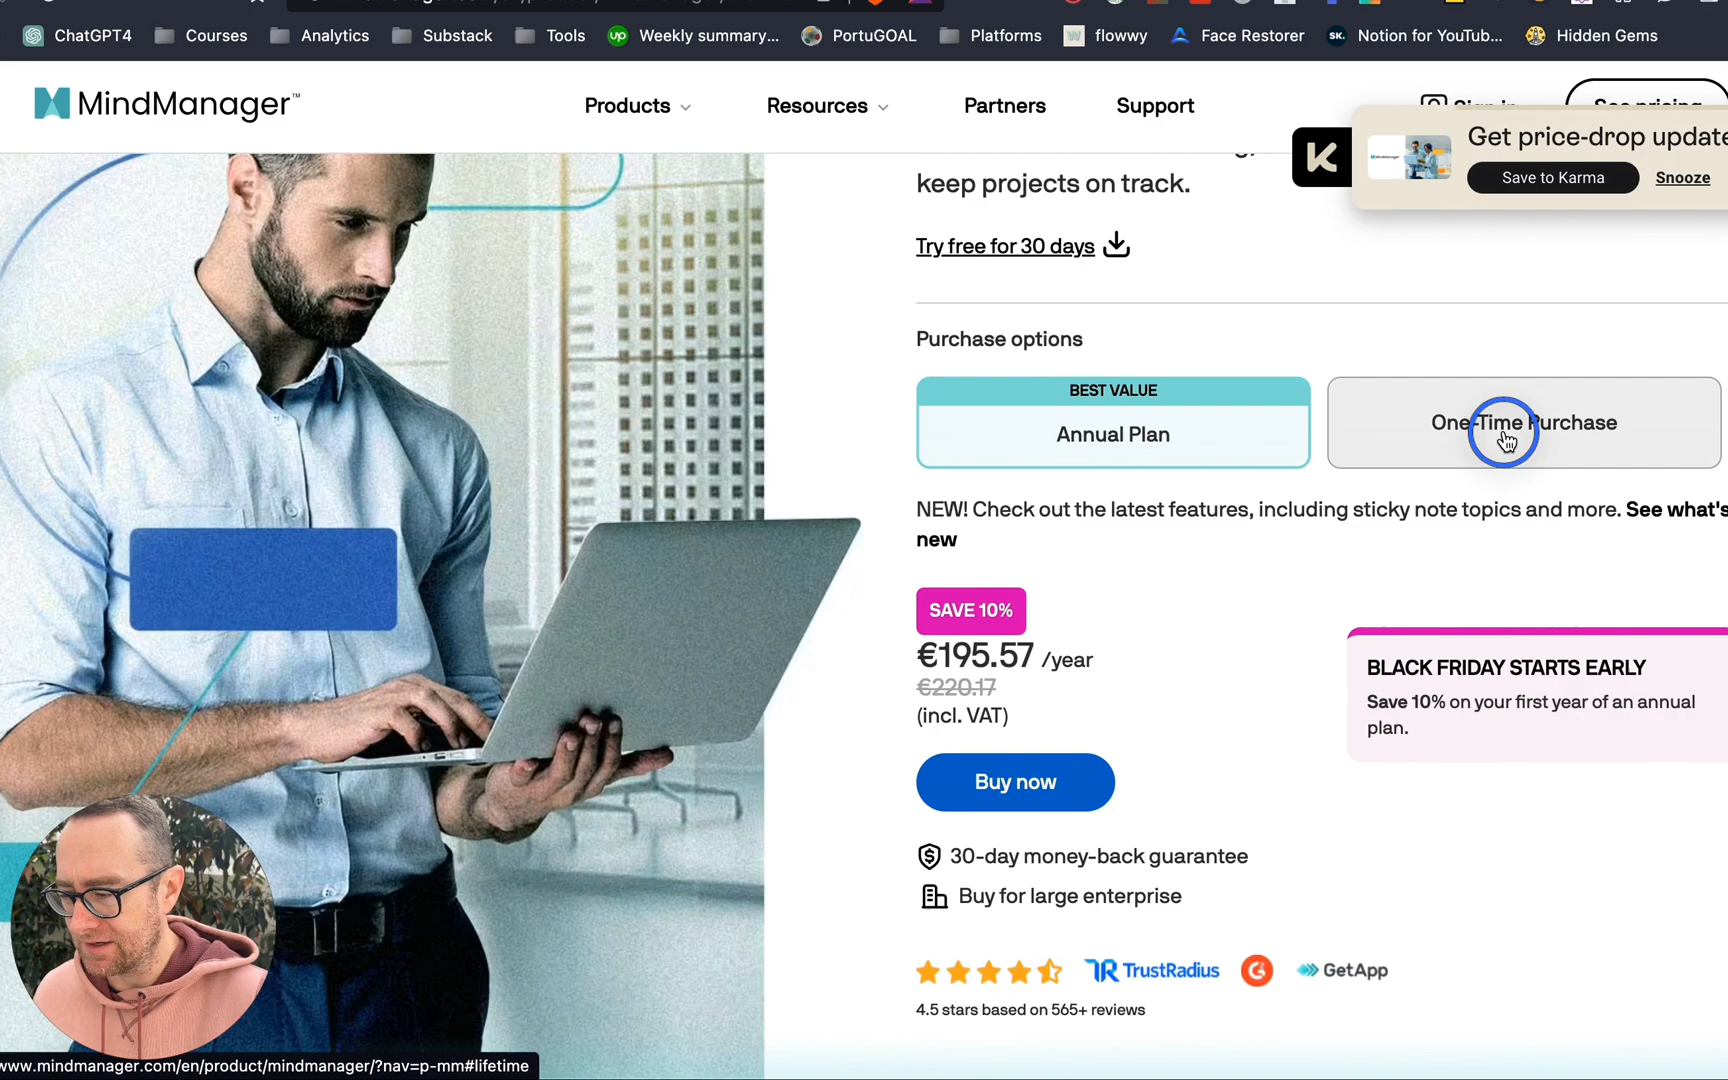 ChatGPT4 Courses Analytics Substack Tools Weekly summary... PortuGOAL Platforms flowwy Face Restorer Notion for YouTub... Hidden Gems
MindManager™
Products Resources Partners Support
Get price-drop update
Save to Karma Snooze
keep projects on track.
Try free for 30 days
Purchase options
BEST VALUE
Annual Plan
One-Time Purchase
NEW! Check out the latest features, including sticky note topics and more. See what's
new
SAVE 10%
€195.57 /year
€220.17
(incl. VAT)
BLACK FRIDAY STARTS EARLY
Save 10% on your first year of an annual
plan.
Buy now
30-day money-back guarantee
Buy for large enterprise
TrustRadius GetApp
4.5 stars based on 565+ reviews
www.mindmanager.com/en/product/mindmanager/?nav=p-mm#lifetime